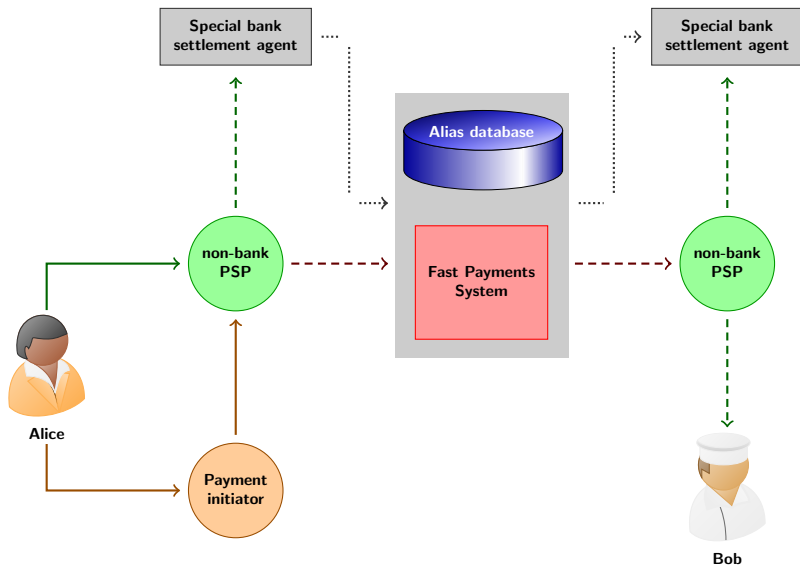 Special bank
settlement agent
Special bank
settlement agent
Alias database
non-bank
PSP
Fast Payments
System
non-bank
PSP
Alice
Payment
initiator
Bob